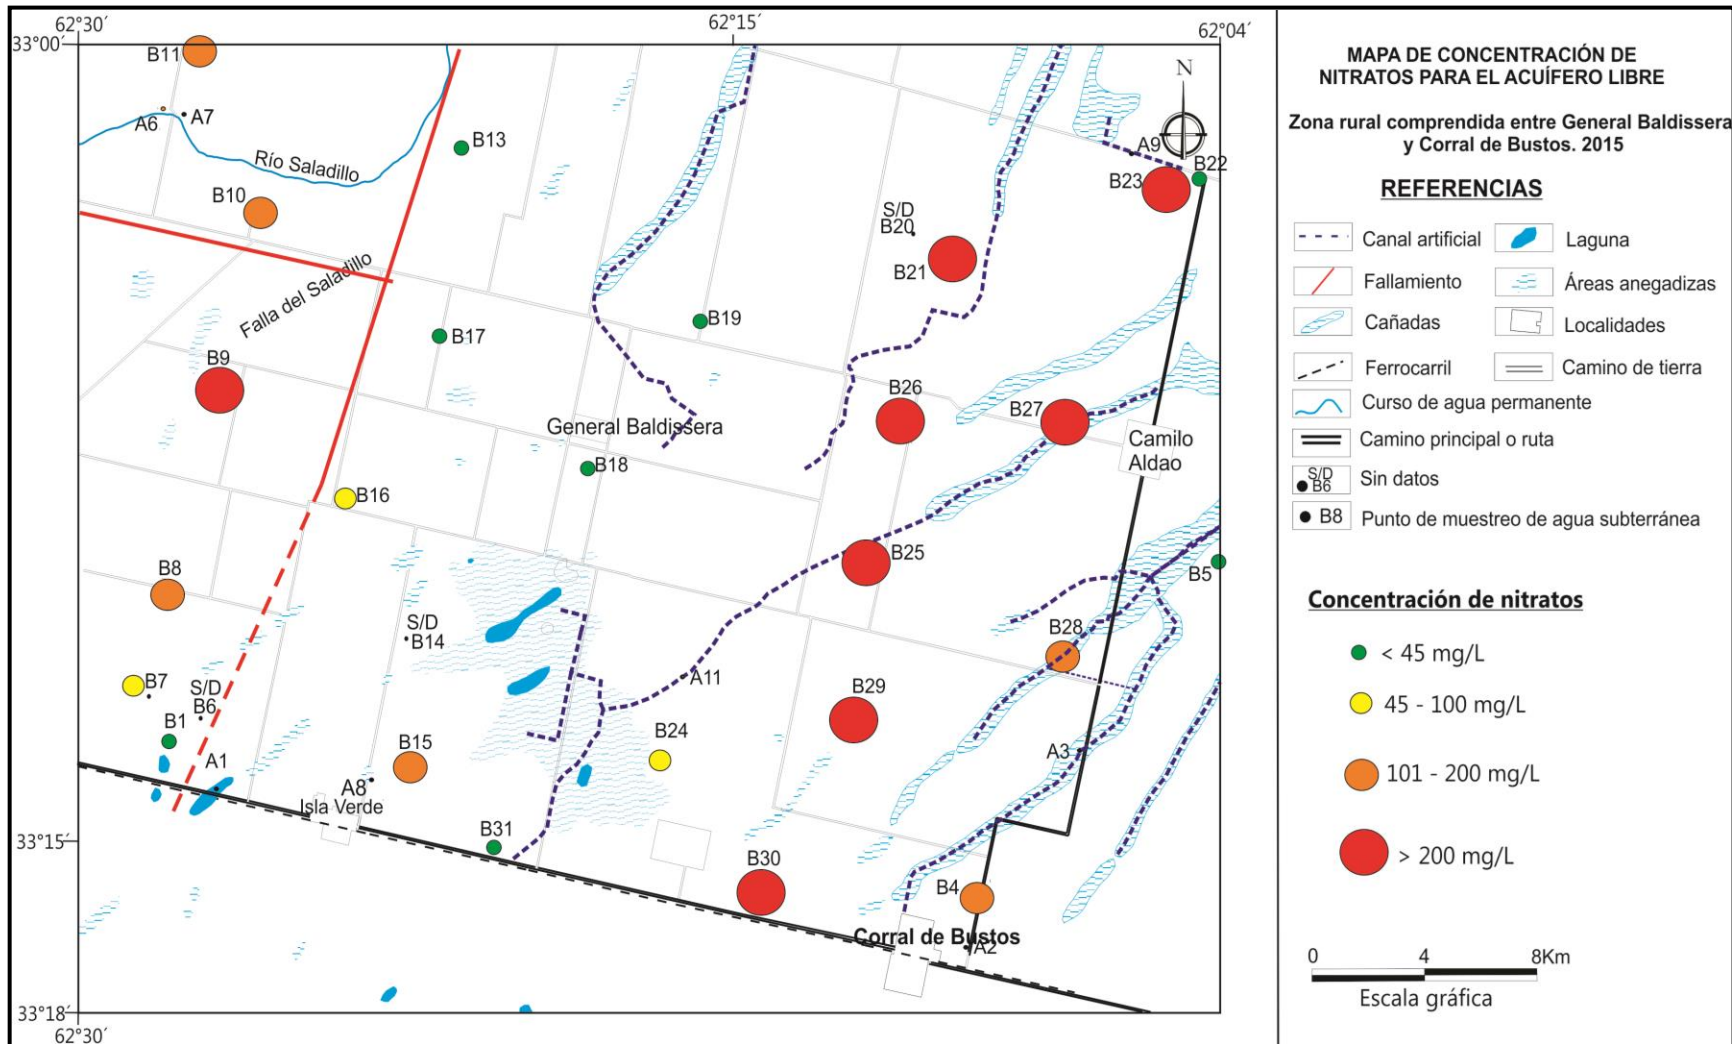 62°30´
62°15´
62°04´
33°00´
B11
A6
A7
Río Saladillo
B13
B10
Falla del Saladillo
B17
B19
B9
General Baldissera
B18
B16
B8
S/D
B14
B7
S/D
B6
B1
A1
B15
A8
Isla Verde
B31
B24
A11
N
A9
B22
B23
S/D
B20
B21
B26
B27
Camilo
Aldao
B25
B5
B28
B29
A3
B30
B4
Corral de Bustos
A2
33°15´
33°18´
62°30´
MAPA DE CONCENTRACIÓN DE
NITRATOS PARA EL ACUÍFERO LIBRE
Zona rural comprendida entre General Baldissera
y Corral de Bustos. 2015
REFERENCIAS
Canal artificial
Laguna
Fallamiento
Áreas anegadizas
Cañadas
Localidades
Ferrocarril
Camino de tierra
Curso de agua permanente
Camino principal o ruta
S/D
B6
Sin datos
B8
Punto de muestreo de agua subterránea
Concentración de nitratos
< 45 mg/L
45 - 100 mg/L
101 - 200 mg/L
> 200 mg/L
0 4 8Km
Escala gráfica